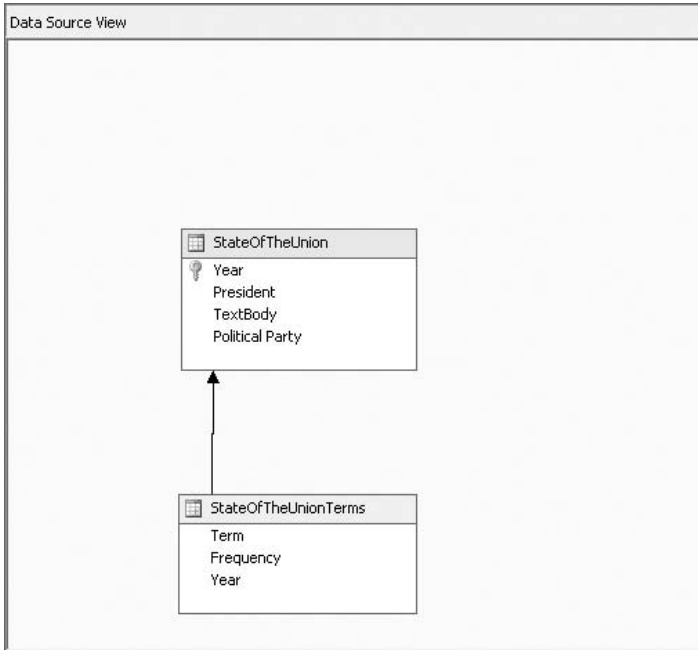 Data Source View
StateOfTheUnion
Year
President
TextBody
Political Party
StateOfTheUnionTerms
Term
Frequency
Year